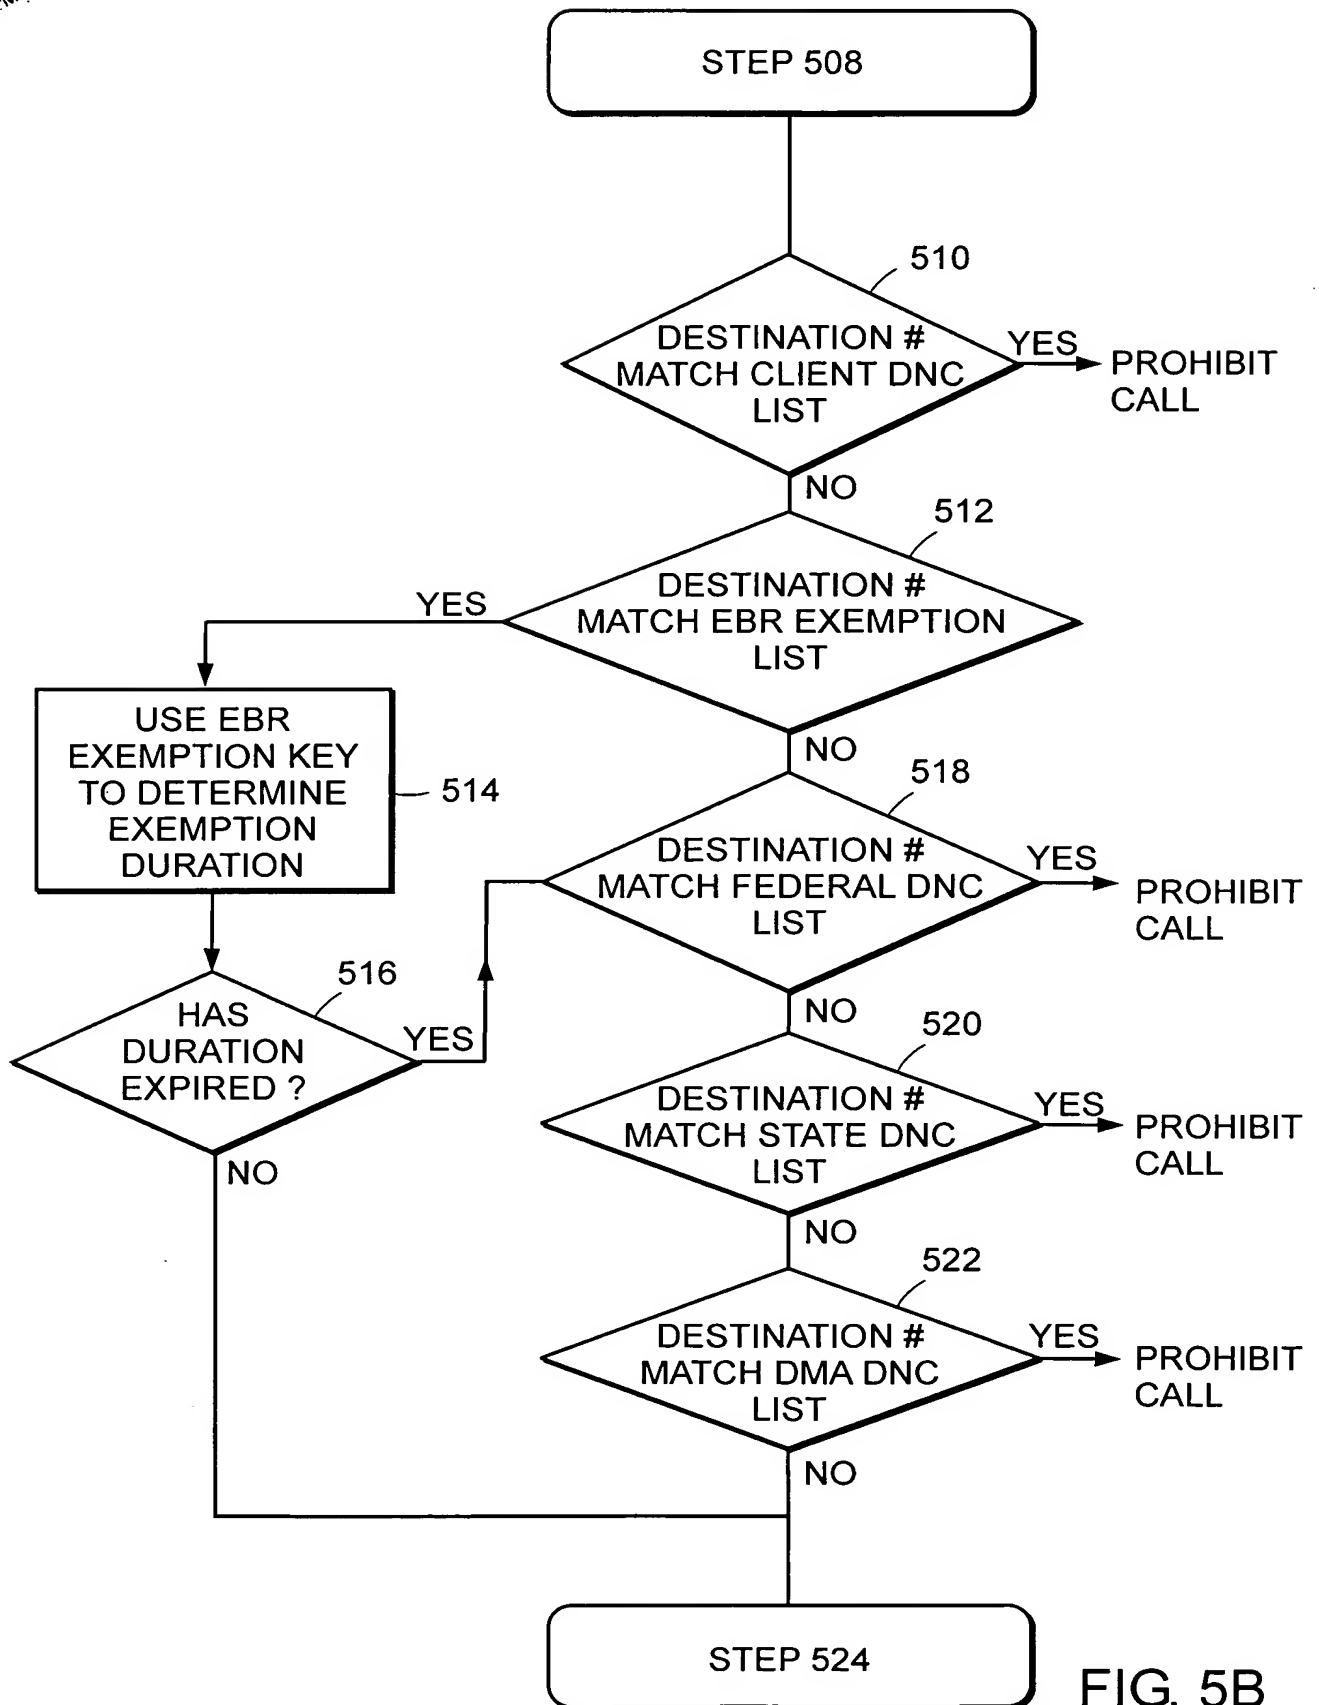 STEP 508
510
DESTINATION #
MATCH CLIENT DNC
LIST
YES
PROHIBIT
CALL
NO
512
DESTINATION #
MATCH EBR EXEMPTION
LIST
YES
NO
USE EBR
EXEMPTION KEY
TO DETERMINE
EXEMPTION
DURATION
514
518
DESTINATION #
MATCH FEDERAL DNC
LIST
YES
PROHIBIT
CALL
NO
516
HAS
DURATION
EXPIRED ?
YES
NO
520
DESTINATION #
MATCH STATE DNC
LIST
YES
PROHIBIT
CALL
NO
522
DESTINATION #
MATCH DMA DNC
LIST
YES
PROHIBIT
CALL
NO
STEP 524
FIG. 5B